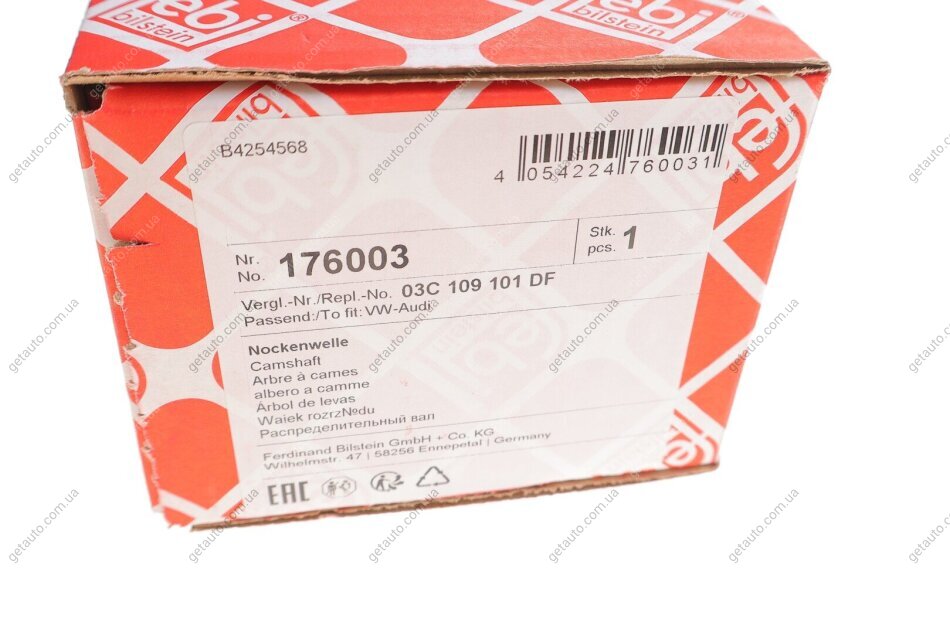 febi
bilstein®
bilstein
B4254568
4 054224 760031
Nr.
No. 176003
Stk.
pcs. 1
Vergl.-Nr./Repl.-No. 03C 109 101 DF
Passend:/To fit: VW-Audi
Nockenwelle
Camshaft
Arbre à cames
albero a camme
Árbol de levas
Wałek rozrz№du
Распределительный вал
Ferdinand Bilstein GmbH + Co. KG
Wilhelmstr. 47 | 58256 Ennepetal | Germany
EAC
getauto.com.ua